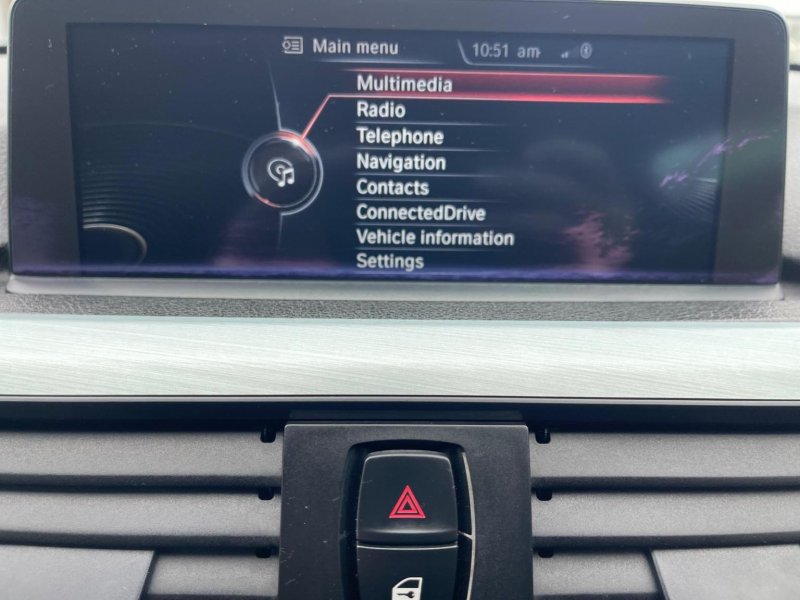 Main menu
10:51 am
Multimedia
Radio
Telephone
Navigation
Contacts
ConnectedDrive
Vehicle information
Settings